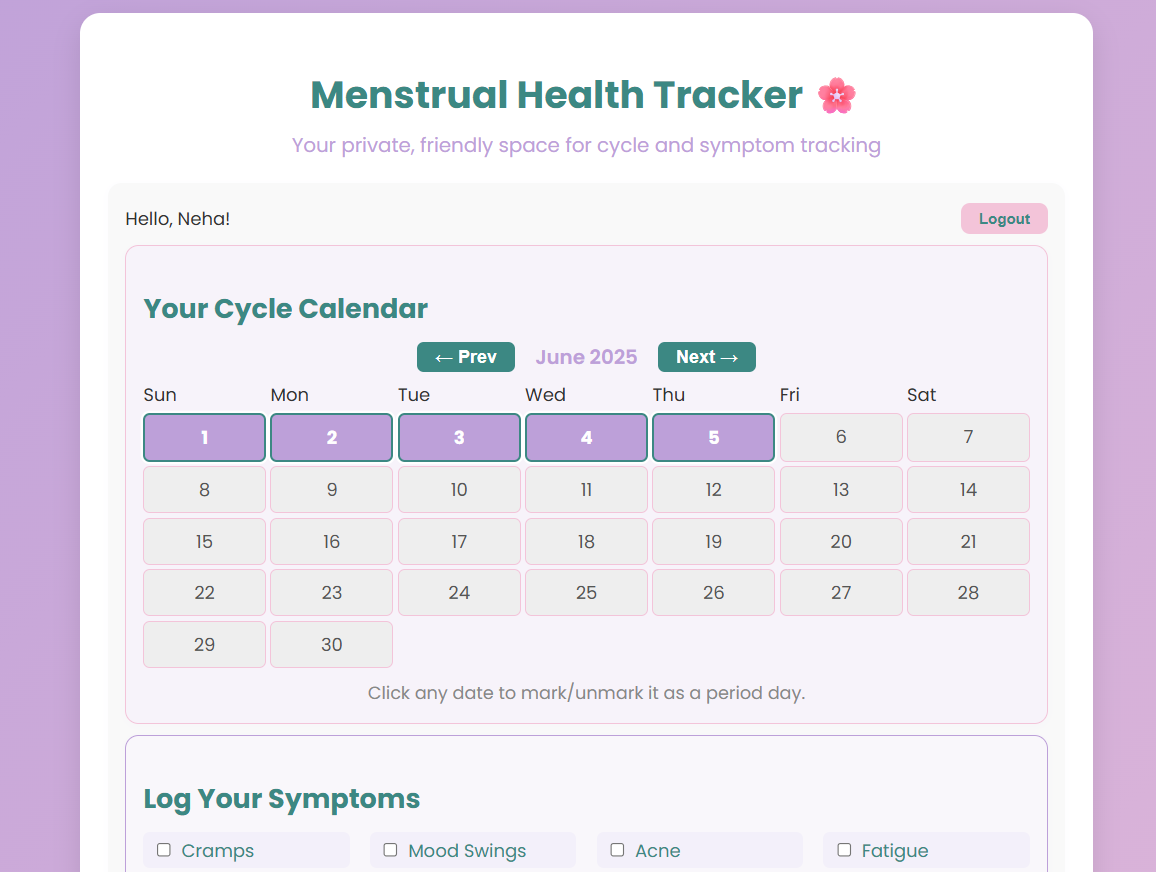 Menstrual Health Tracker 🌸
Your private, friendly space for cycle and symptom tracking
Hello, Neha!
Logout
Your Cycle Calendar
← Prev June 2025 Next →
Sun Mon Tue Wed Thu Fri Sat
1 2 3 4 5 6 7
8 9 10 11 12 13 14
15 16 17 18 19 20 21
22 23 24 25 26 27 28
29 30
Click any date to mark/unmark it as a period day.
Log Your Symptoms
Cramps Mood Swings Acne Fatigue